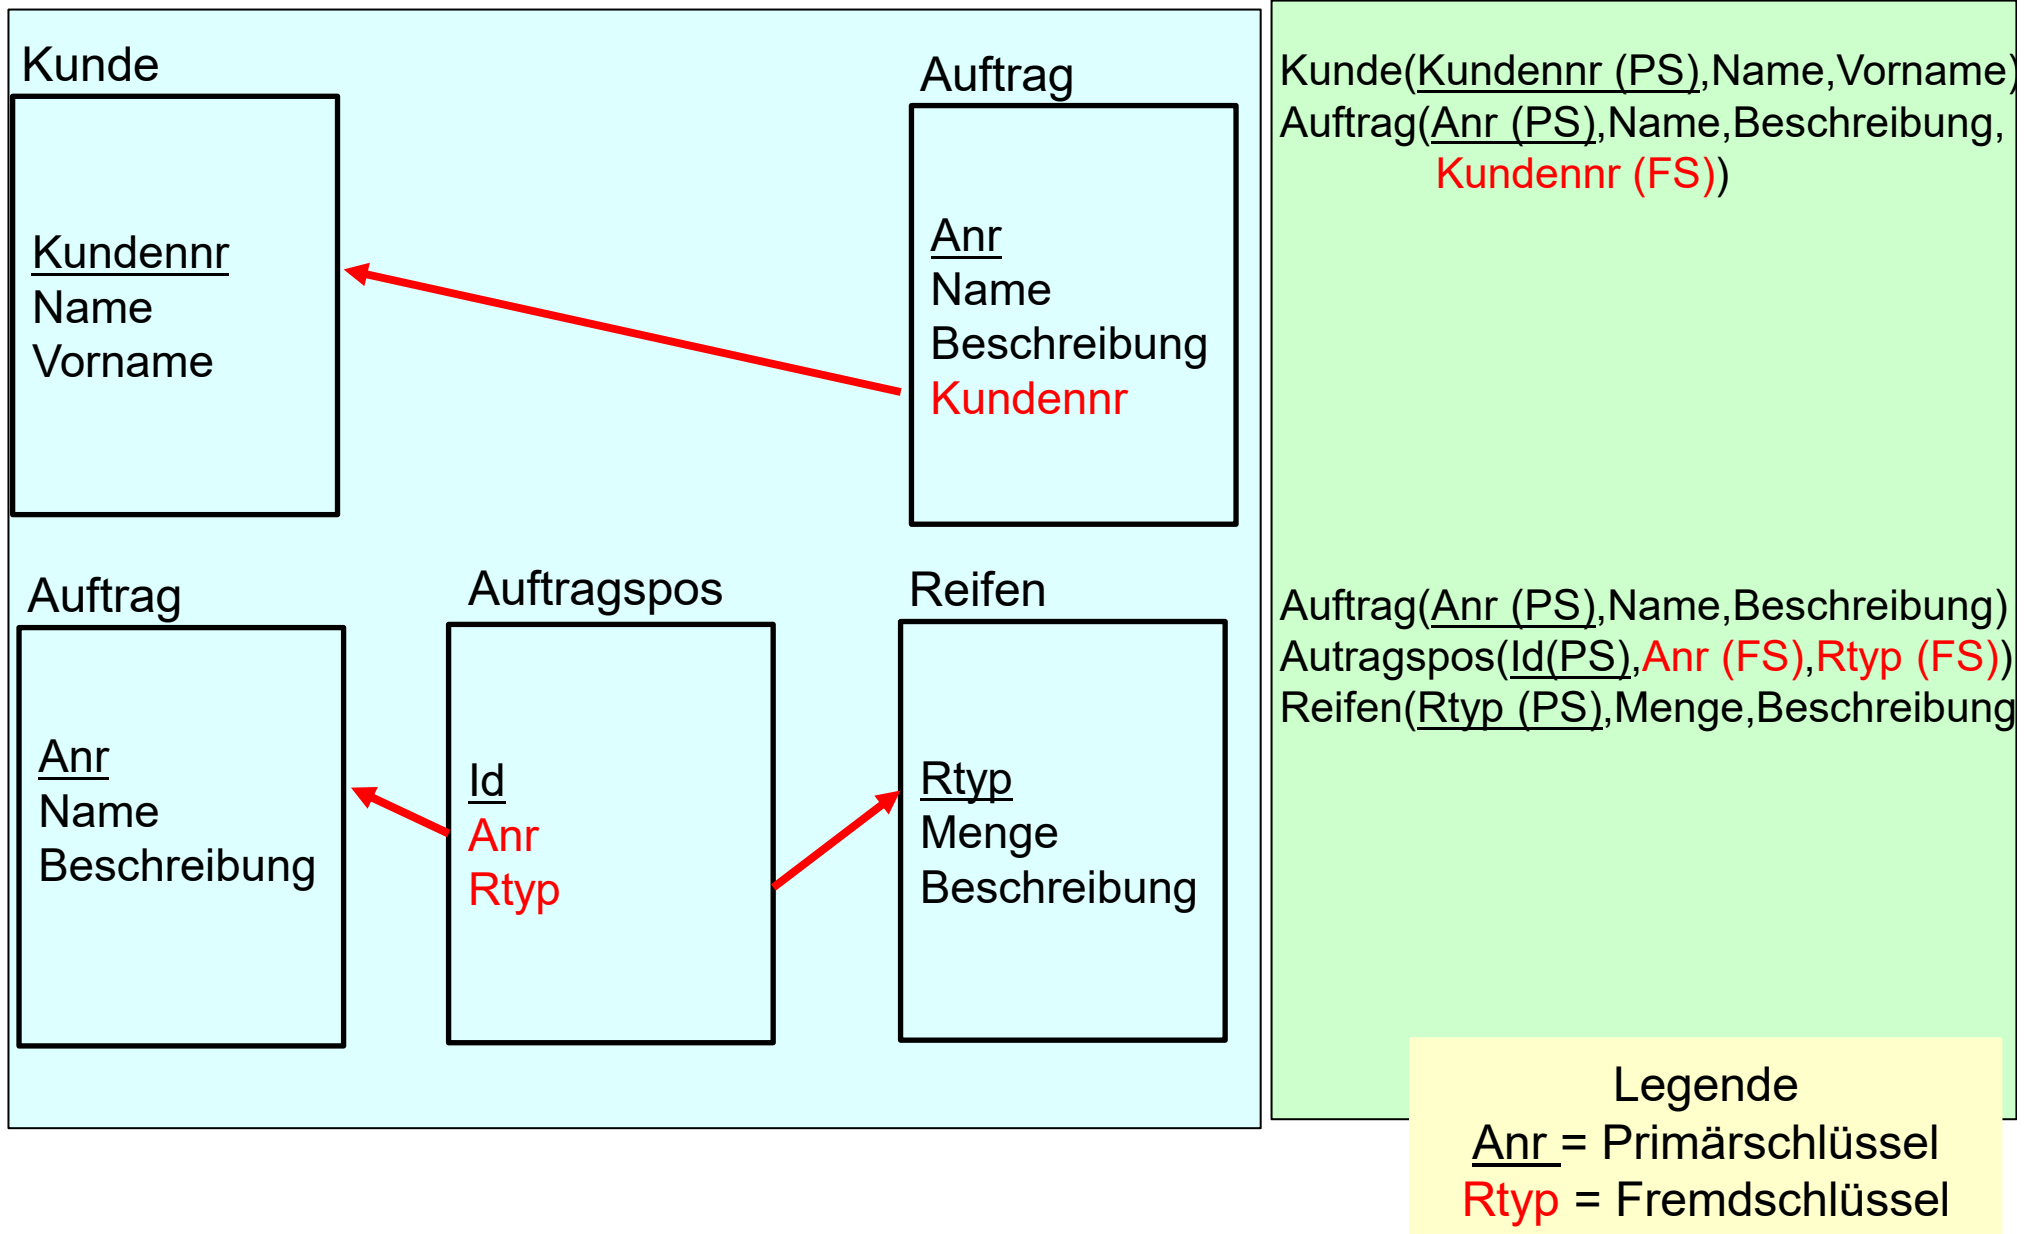 Kunde
Kundennr
Name
Vorname
Auftrag
Anr
Name
Beschreibung
Kundennr
Auftrag
Anr
Name
Beschreibung
Auftragspos
Id
Anr
Rtyp
Reifen
Rtyp
Menge
Beschreibung
Kunde(Kundennr (PS),Name,Vorname)
Auftrag(Anr (PS),Name,Beschreibung,
Kundennr (FS))
Auftrag(Anr (PS),Name,Beschreibung)
Autragspos(Id(PS),Anr (FS),Rtyp (FS))
Reifen(Rtyp (PS),Menge,Beschreibung
Legende
Anr = Primärschlüssel
Rtyp = Fremdschlüssel